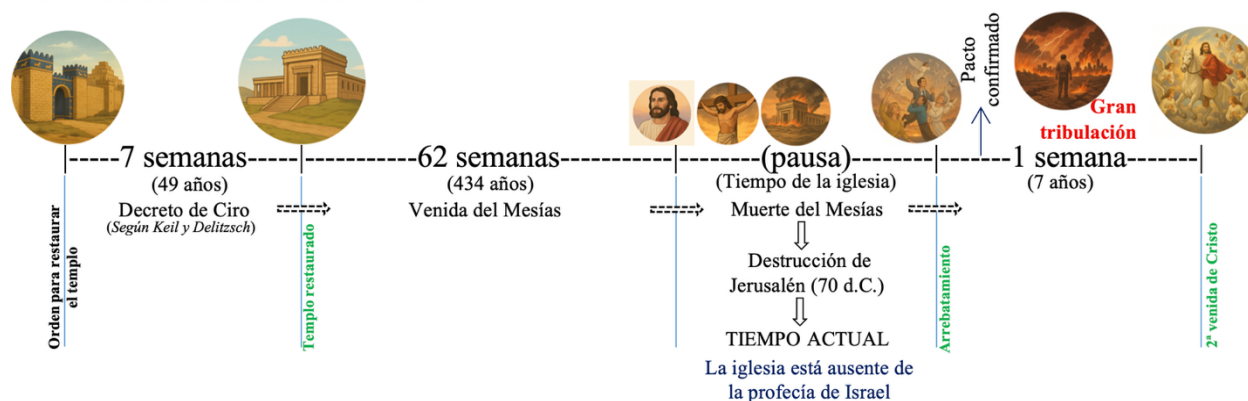 Orden para restaurar
el templo
7 semanas
(49 años)
Decreto de Ciro
(Según Keil y Delitzsch)
Templo restaurado
62 semanas
(434 años)
Venida del Mesías
(pausa)
(Tiempo de la iglesia)
Muerte del Mesías
Destrucción de
Jerusalén (70 d.C.)
TIEMPO ACTUAL
La iglesia está ausente de
la profecía de Israel
Arrebatamiento
Pacto
confirmado
Gran
tribulación
1 semana
(7 años)
2ª venida de Cristo